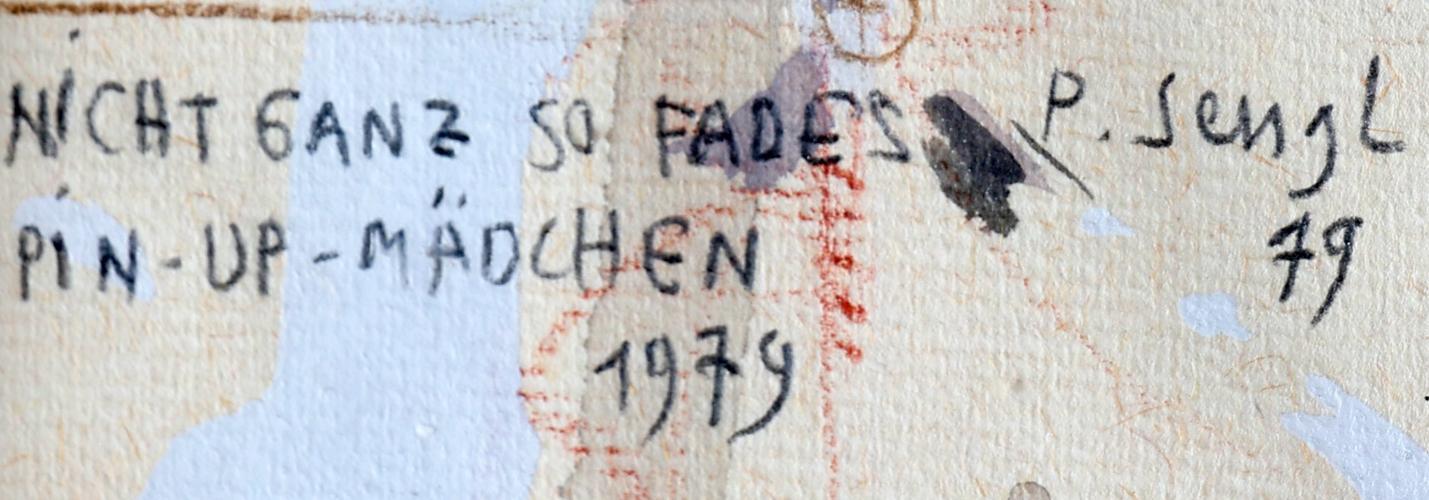 NiCHT GANZ SO FADES P. Sengl
PiN-UP-MÄDCHEN 79
1979